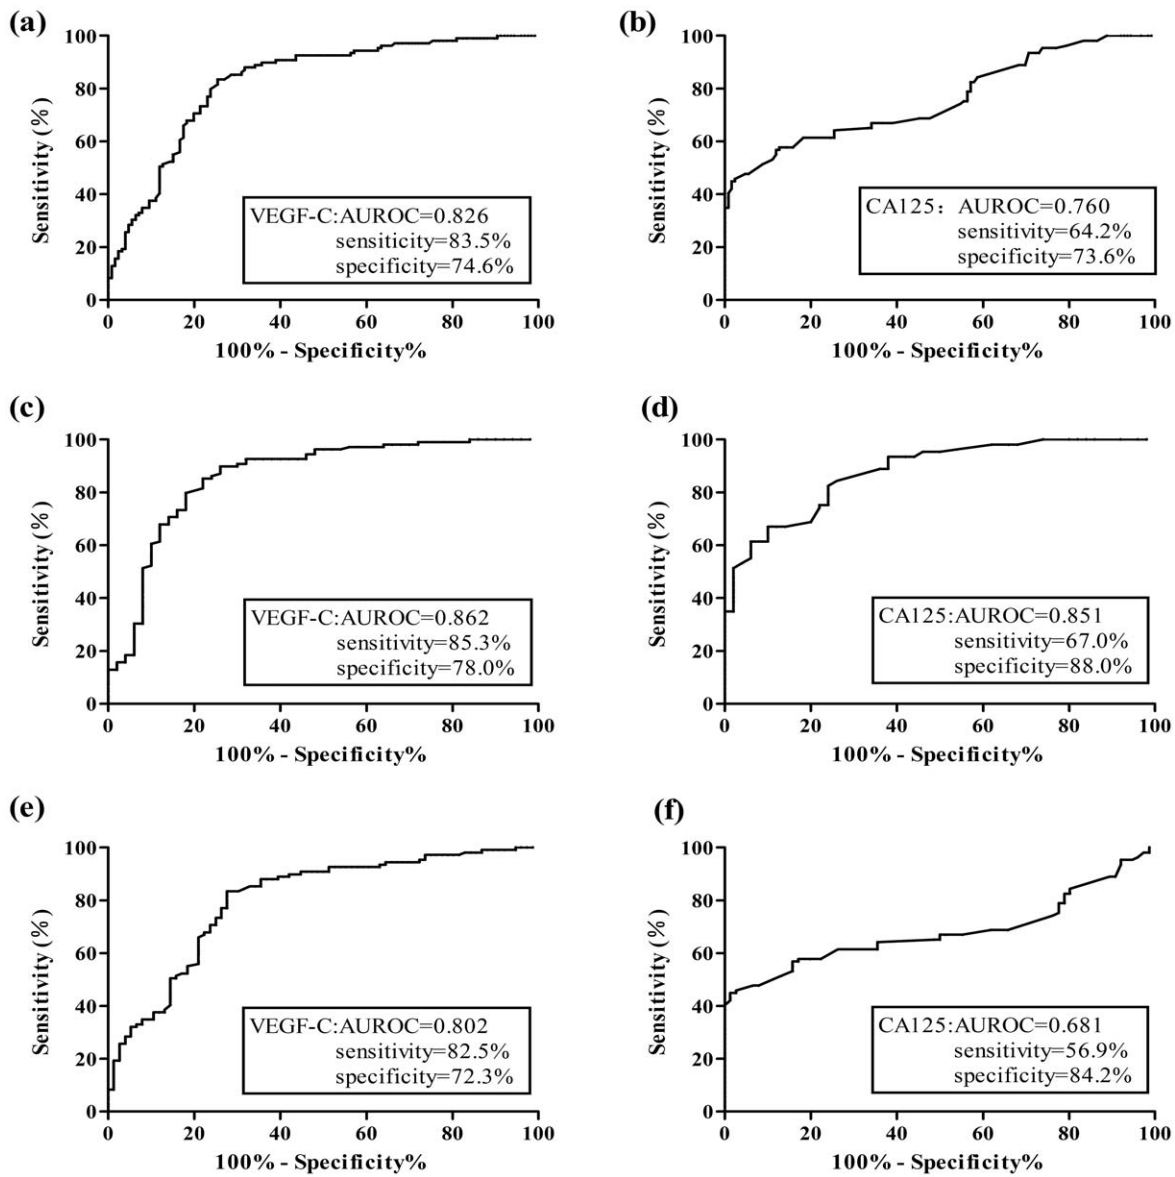 (a)
100
80
60
40
20
0
Sensitivity (%)
VEGF-C:AUROC=0.826
sensiticity=83.5%
specificity=74.6%
0 20 40 60 80 100
100% - Specificity%
(b)
100
80
60
40
20
0
Sensitivity (%)
CA125: AUROC=0.760
sensitivity=64.2%
specificity=73.6%
0 20 40 60 80 100
100% - Specificity%
(c)
100
80
60
40
20
0
Sensitivity (%)
VEGF-C:AUROC=0.862
sensitivity=85.3%
specificity=78.0%
0 20 40 60 80 100
100% - Specificity%
(d)
100
80
60
40
20
0
Sensitivity (%)
CA125:AUROC=0.851
sensitivity=67.0%
specificity=88.0%
0 20 40 60 80 100
100% - Specificity%
(e)
100
80
60
40
20
0
Sensitivity (%)
VEGF-C:AUROC=0.802
sensitivity=82.5%
specificity=72.3%
0 20 40 60 80 100
100% - Specificity%
(f)
100
80
60
40
20
0
Sensitivity (%)
CA125:AUROC=0.681
sensitivity=56.9%
specificity=84.2%
0 20 40 60 80 100
100% - Specificity%